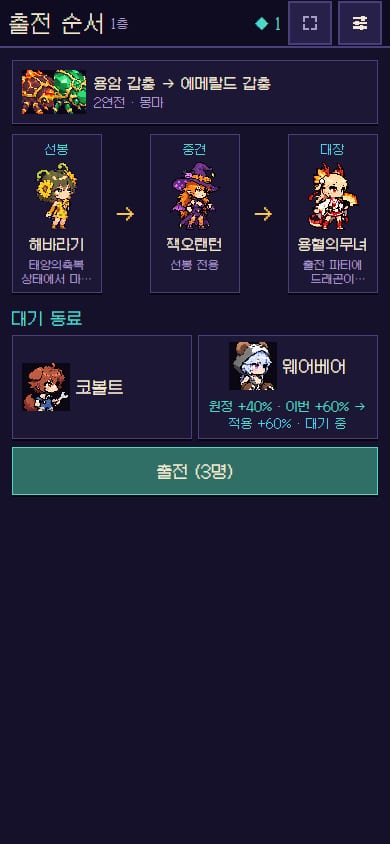 출전 순서 1층 ◆ 1
용암 갑충 → 에메랄드 갑충
2연전 · 몽마
선봉
해바라기
태양의축복
상태에서 마…
→
중견
잭오랜턴
선봉 전용
→
대장
용혈의무녀
출전 파티에
드래곤이…
대기 동료
코볼트
웨어베어
원정 +40% · 이번 +60% →
적용 +60% · 대기 중
출전 (3명)